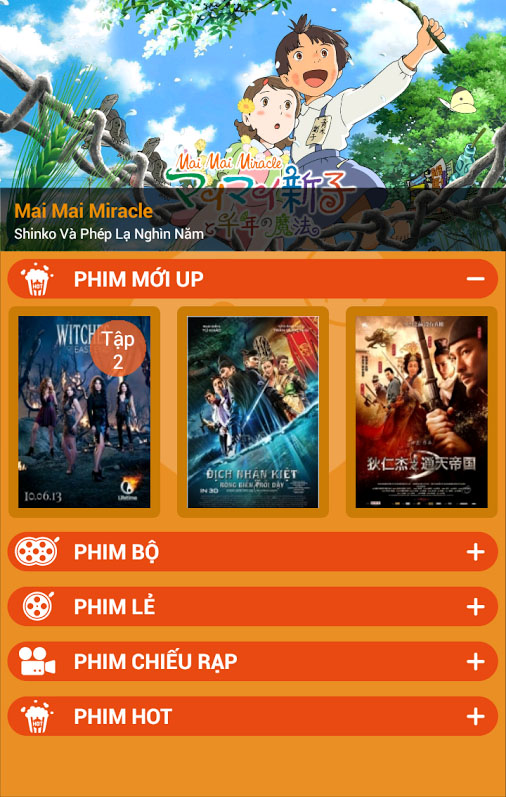 Mai Mai Miracle
マイマイ新子
と千年の魔法
Mai Mai Miracle
Shinko Và Phép Lạ Nghìn Năm
PHIM MỚI UP
WITCHES
Tập
2
10.06.13
Lifetime
ĐỊCH NHÂN KIỆT
RỒNG BIỂN TRỖI DẬY
IN 3D
狄仁杰之通天帝国
PHIM BỘ
PHIM LẺ
PHIM CHIẾU RẠP
HOT
PHIM HOT